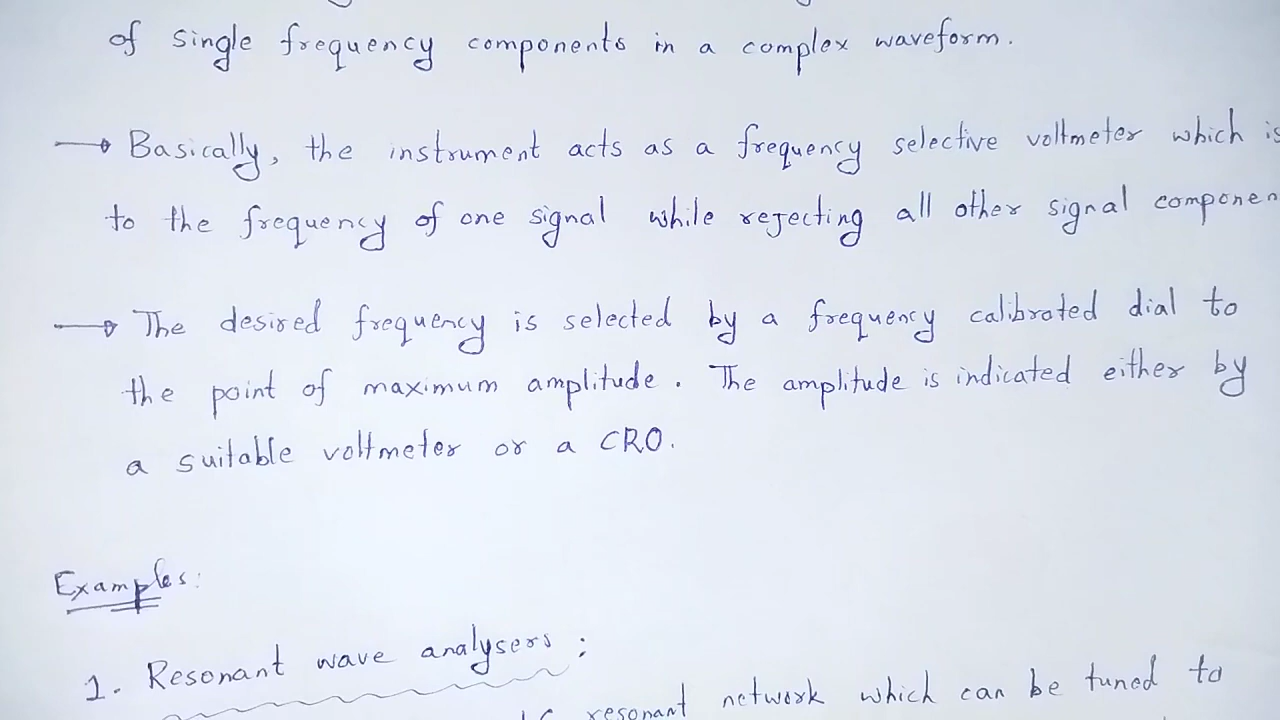 of single frequency components in a complex waveform.
→ Basically, the instrument acts as a frequency selective voltmeter which is
to the frequency of one signal while rejecting all other signal componen
→ The desired frequency is selected by a frequency calibrated dial to
the point of maximum amplitude. The amplitude is indicated either by
a suitable voltmeter or a CRO.
Examples:
1. Resonant wave analysers:
resonant network which can be tuned to